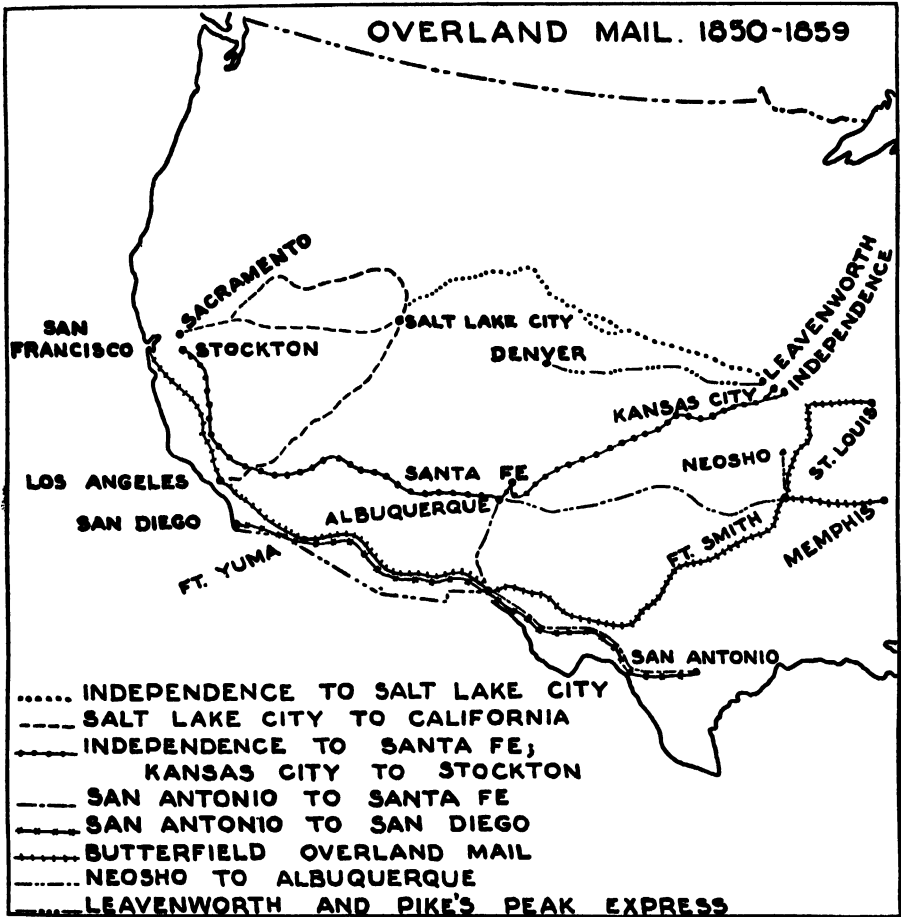 OVERLAND MAIL. 1850-1859
SACRAMENTO
SAN
FRANCISCO
STOCKTON
SALT LAKE CITY
DENVER
LEAVENWORTH
INDEPENDENCE
KANSAS CITY
ST. LOUIS
NEOSHO
SANTA FE
LOS ANGELES
ALBUQUERQUE
SAN DIEGO
FT. SMITH
MEMPHIS
FT. YUMA
SAN ANTONIO
INDEPENDENCE TO SALT LAKE CITY
SALT LAKE CITY TO CALIFORNIA
INDEPENDENCE TO SANTA FE;
KANSAS CITY TO STOCKTON
SAN ANTONIO TO SANTA FE
SAN ANTONIO TO SAN DIEGO
BUTTERFIELD OVERLAND MAIL
NEOSHO TO ALBUQUERQUE
LEAVENWORTH AND PIKE'S PEAK EXPRESS